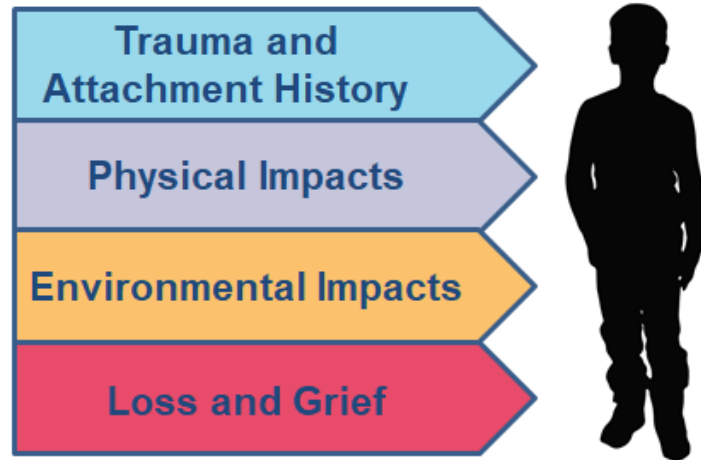 Trauma and
Attachment History
Physical Impacts
Environmental Impacts
Loss and Grief